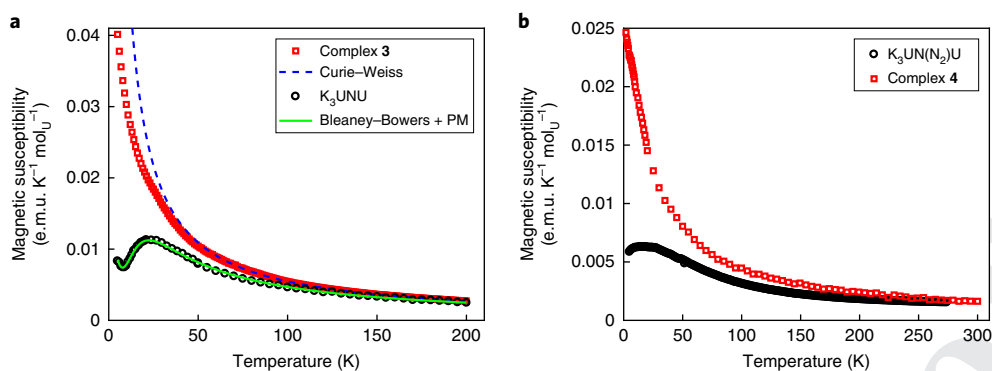 a
Magnetic susceptibility
(e.m.u. K⁻¹ mol_U⁻¹)
0.04
0.03
0.02
0.01
0
0
50
100
150
200
Temperature (K)
Complex 3
Curie–Weiss
K₃UNU
Bleaney–Bowers + PM
b
Magnetic susceptibility
(e.m.u. K⁻¹ mol_U⁻¹)
0.025
0.020
0.015
0.010
0.005
0
0
50
100
150
200
250
300
Temperature (K)
K₃UN(N₂)U
Complex 4